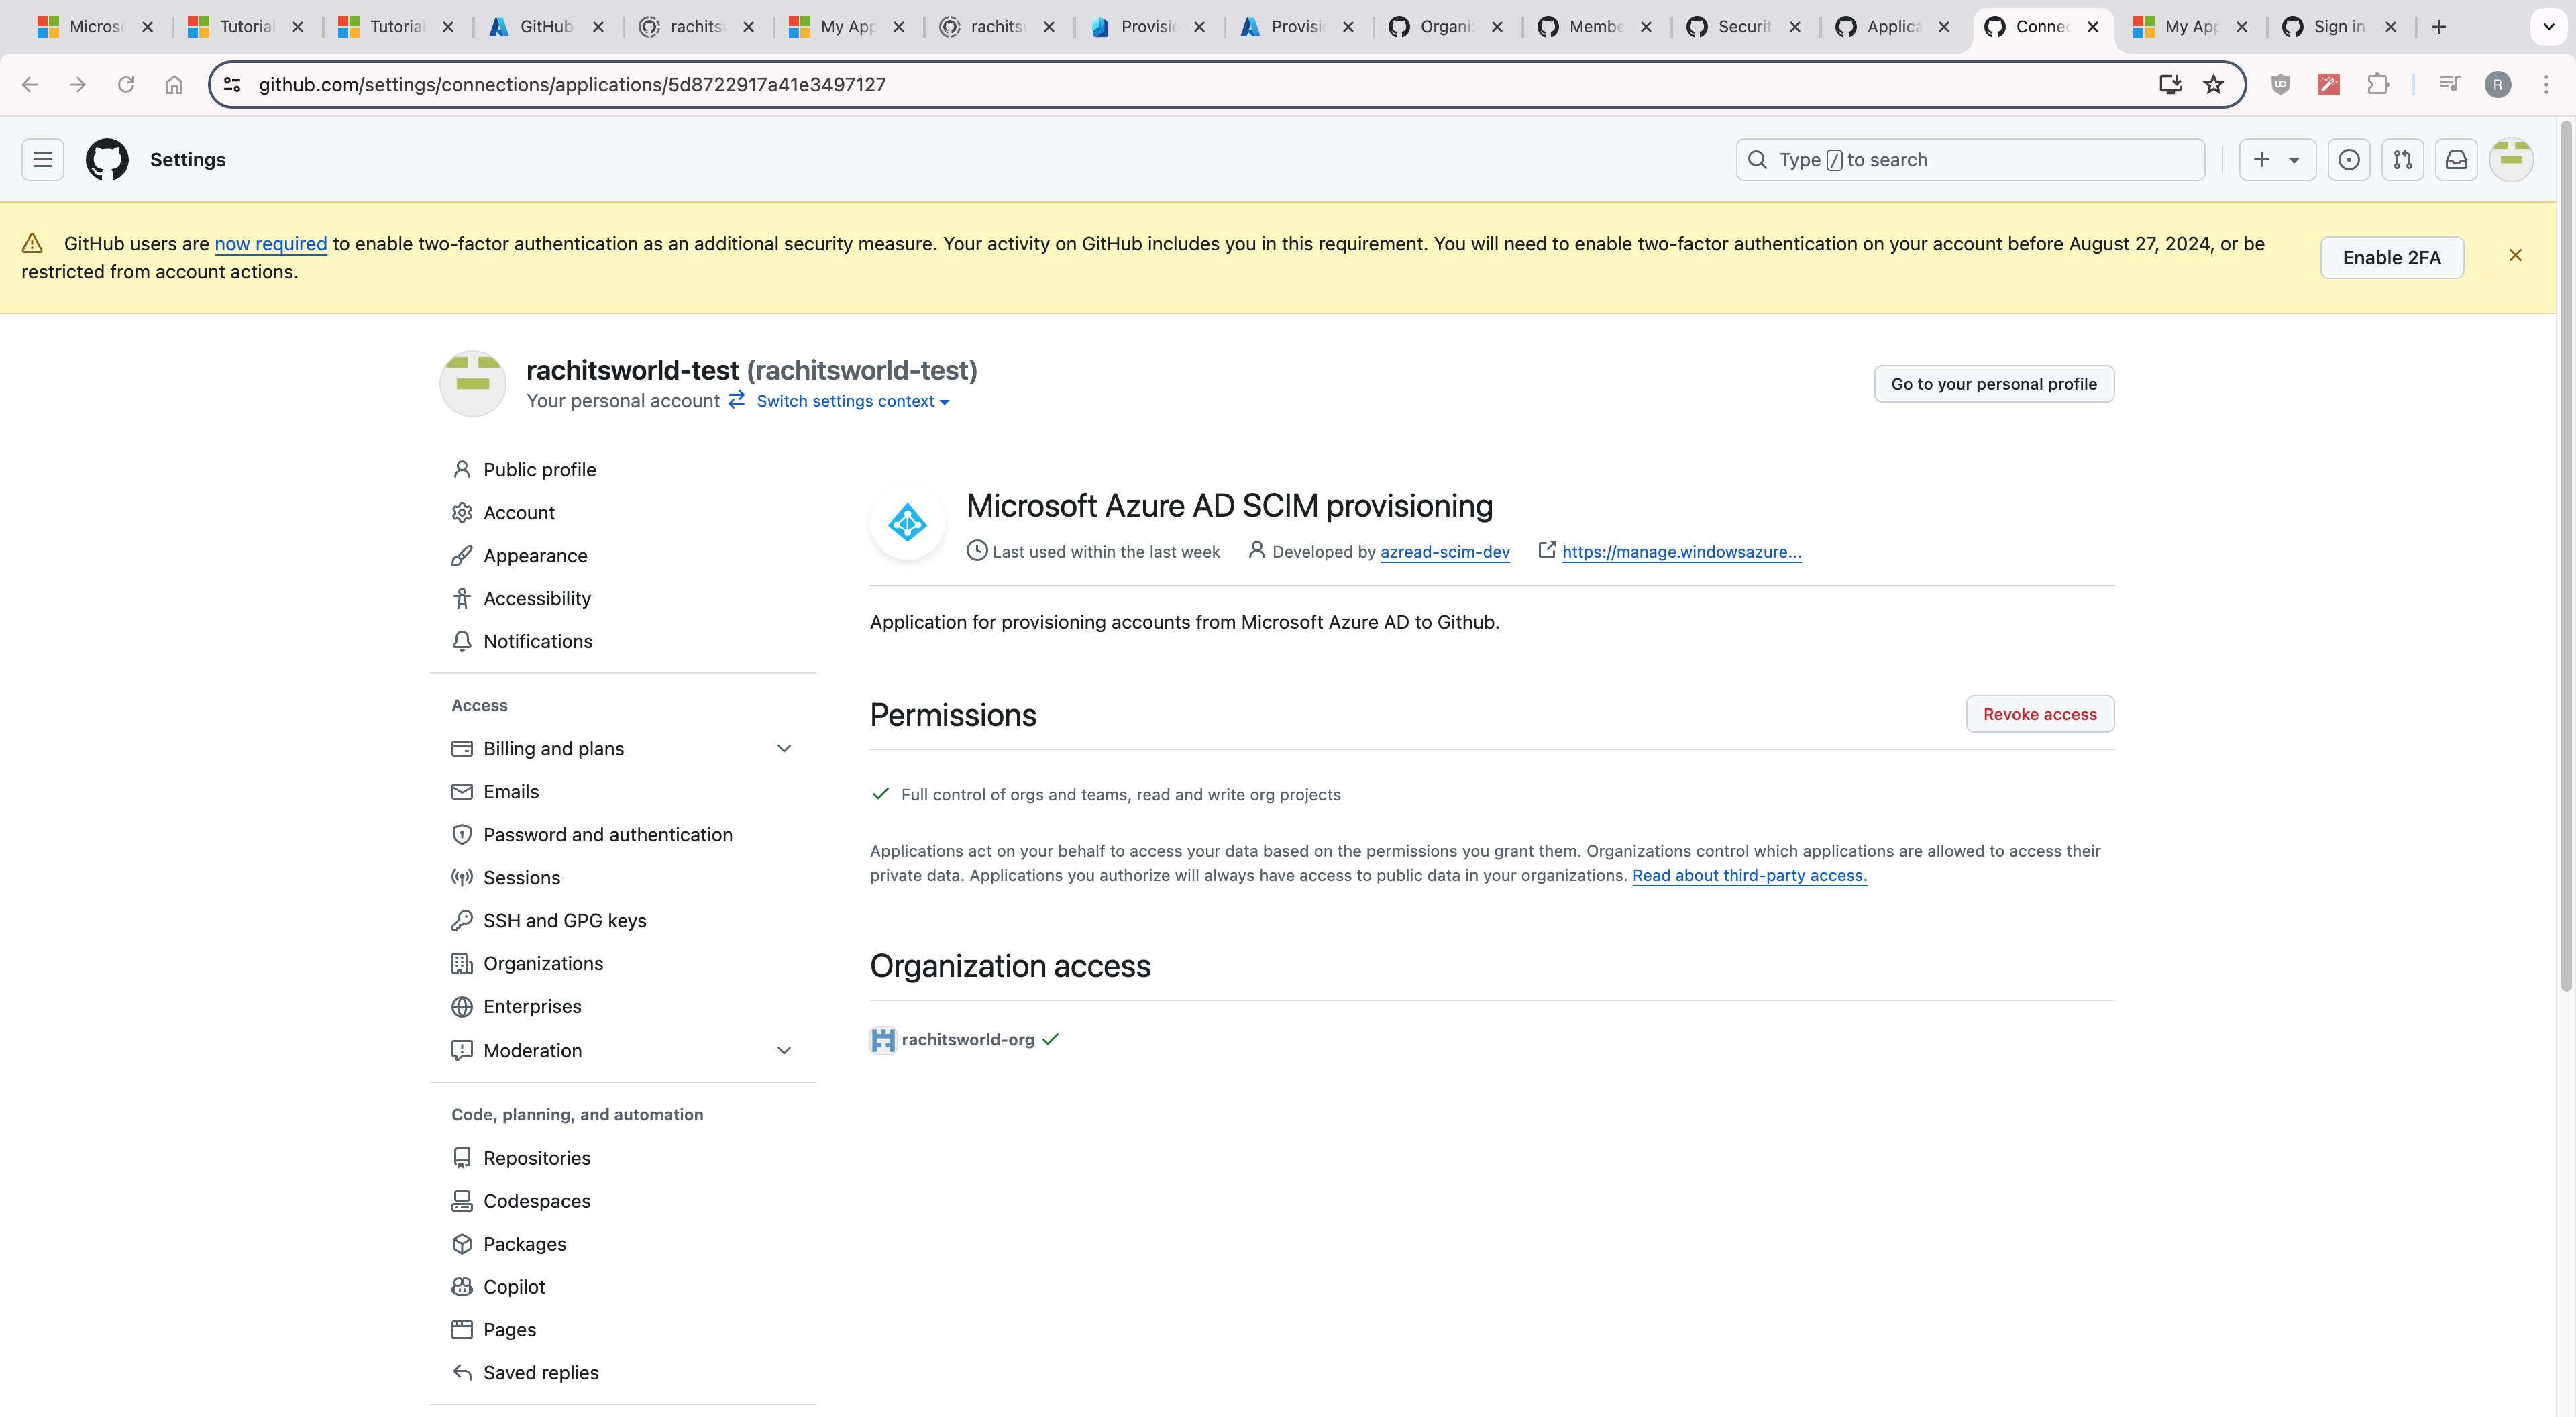 Microso
Tutorial
Tutorial
GitHub
rachitsw
My App
rachitsw
Provisio
Provisio
Organiz
Membe
Securit
Applica
Connec
My App
Sign in
github.com/settings/connections/applications/5d8722917a41e3497127
R
Settings
Type / to search
GitHub users are now required to enable two-factor authentication as an additional security measure. Your activity on GitHub includes you in this requirement. You will need to enable two-factor authentication on your account before August 27, 2024, or be
restricted from account actions.
Enable 2FA
rachitsworld-test (rachitsworld-test)
Your personal account Switch settings context
Go to your personal profile
Public profile
Account
Appearance
Accessibility
Notifications
Access
Billing and plans
Emails
Password and authentication
Sessions
SSH and GPG keys
Organizations
Enterprises
Moderation
Code, planning, and automation
Repositories
Codespaces
Packages
Copilot
Pages
Saved replies
Microsoft Azure AD SCIM provisioning
Last used within the last week Developed by azread-scim-dev https://manage.windowsazure...
Application for provisioning accounts from Microsoft Azure AD to Github.
Permissions
Revoke access
Full control of orgs and teams, read and write org projects
Applications act on your behalf to access your data based on the permissions you grant them. Organizations control which applications are allowed to access their
private data. Applications you authorize will always have access to public data in your organizations. Read about third-party access.
Organization access
rachitsworld-org